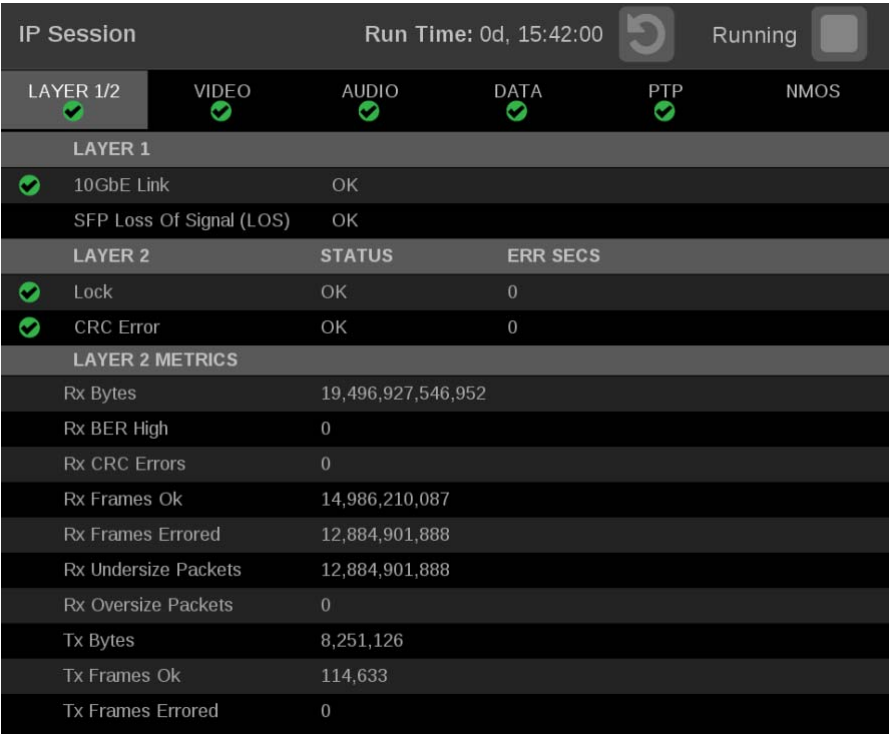 IP Session Run Time: 0d, 15:42:00 Running
LAYER 1/2 VIDEO AUDIO DATA PTP NMOS
LAYER 1
10GbE Link OK
SFP Loss Of Signal (LOS) OK
LAYER 2 STATUS ERR SECS
Lock OK 0
CRC Error OK 0
LAYER 2 METRICS
Rx Bytes 19,496,927,546,952
Rx BER High 0
Rx CRC Errors 0
Rx Frames Ok 14,986,210,087
Rx Frames Errored 12,884,901,888
Rx Undersize Packets 12,884,901,888
Rx Oversize Packets 0
Tx Bytes 8,251,126
Tx Frames Ok 114,633
Tx Frames Errored 0